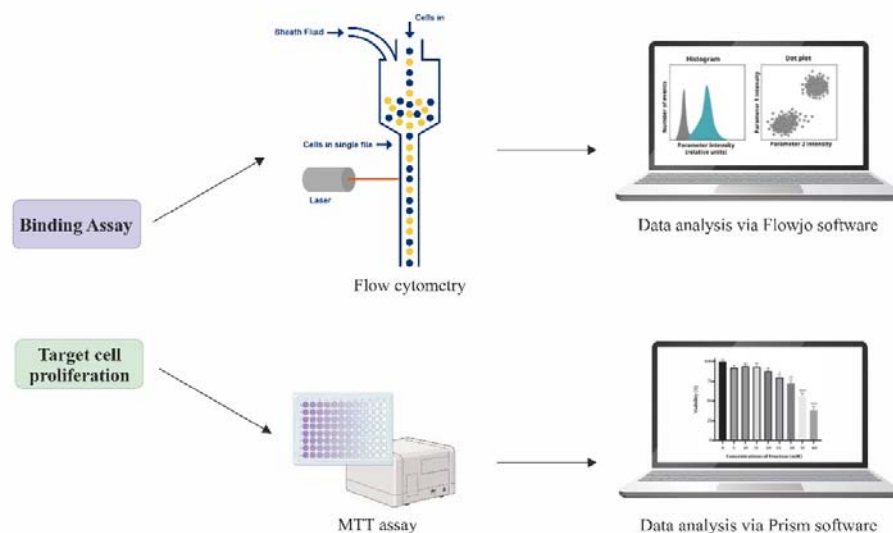 Cells in
Sheath Fluid
Cells in single file
Laser
Flow cytometry
Binding Assay
Histogram
Dot plot
Number of events
Parameter 1 intensity
Parameter intensity
(relative units)
Parameter 2 intensity
Data analysis via Flowjo software
Target cell
proliferation
MTT assay
Viability (%)
Data analysis via Prism software